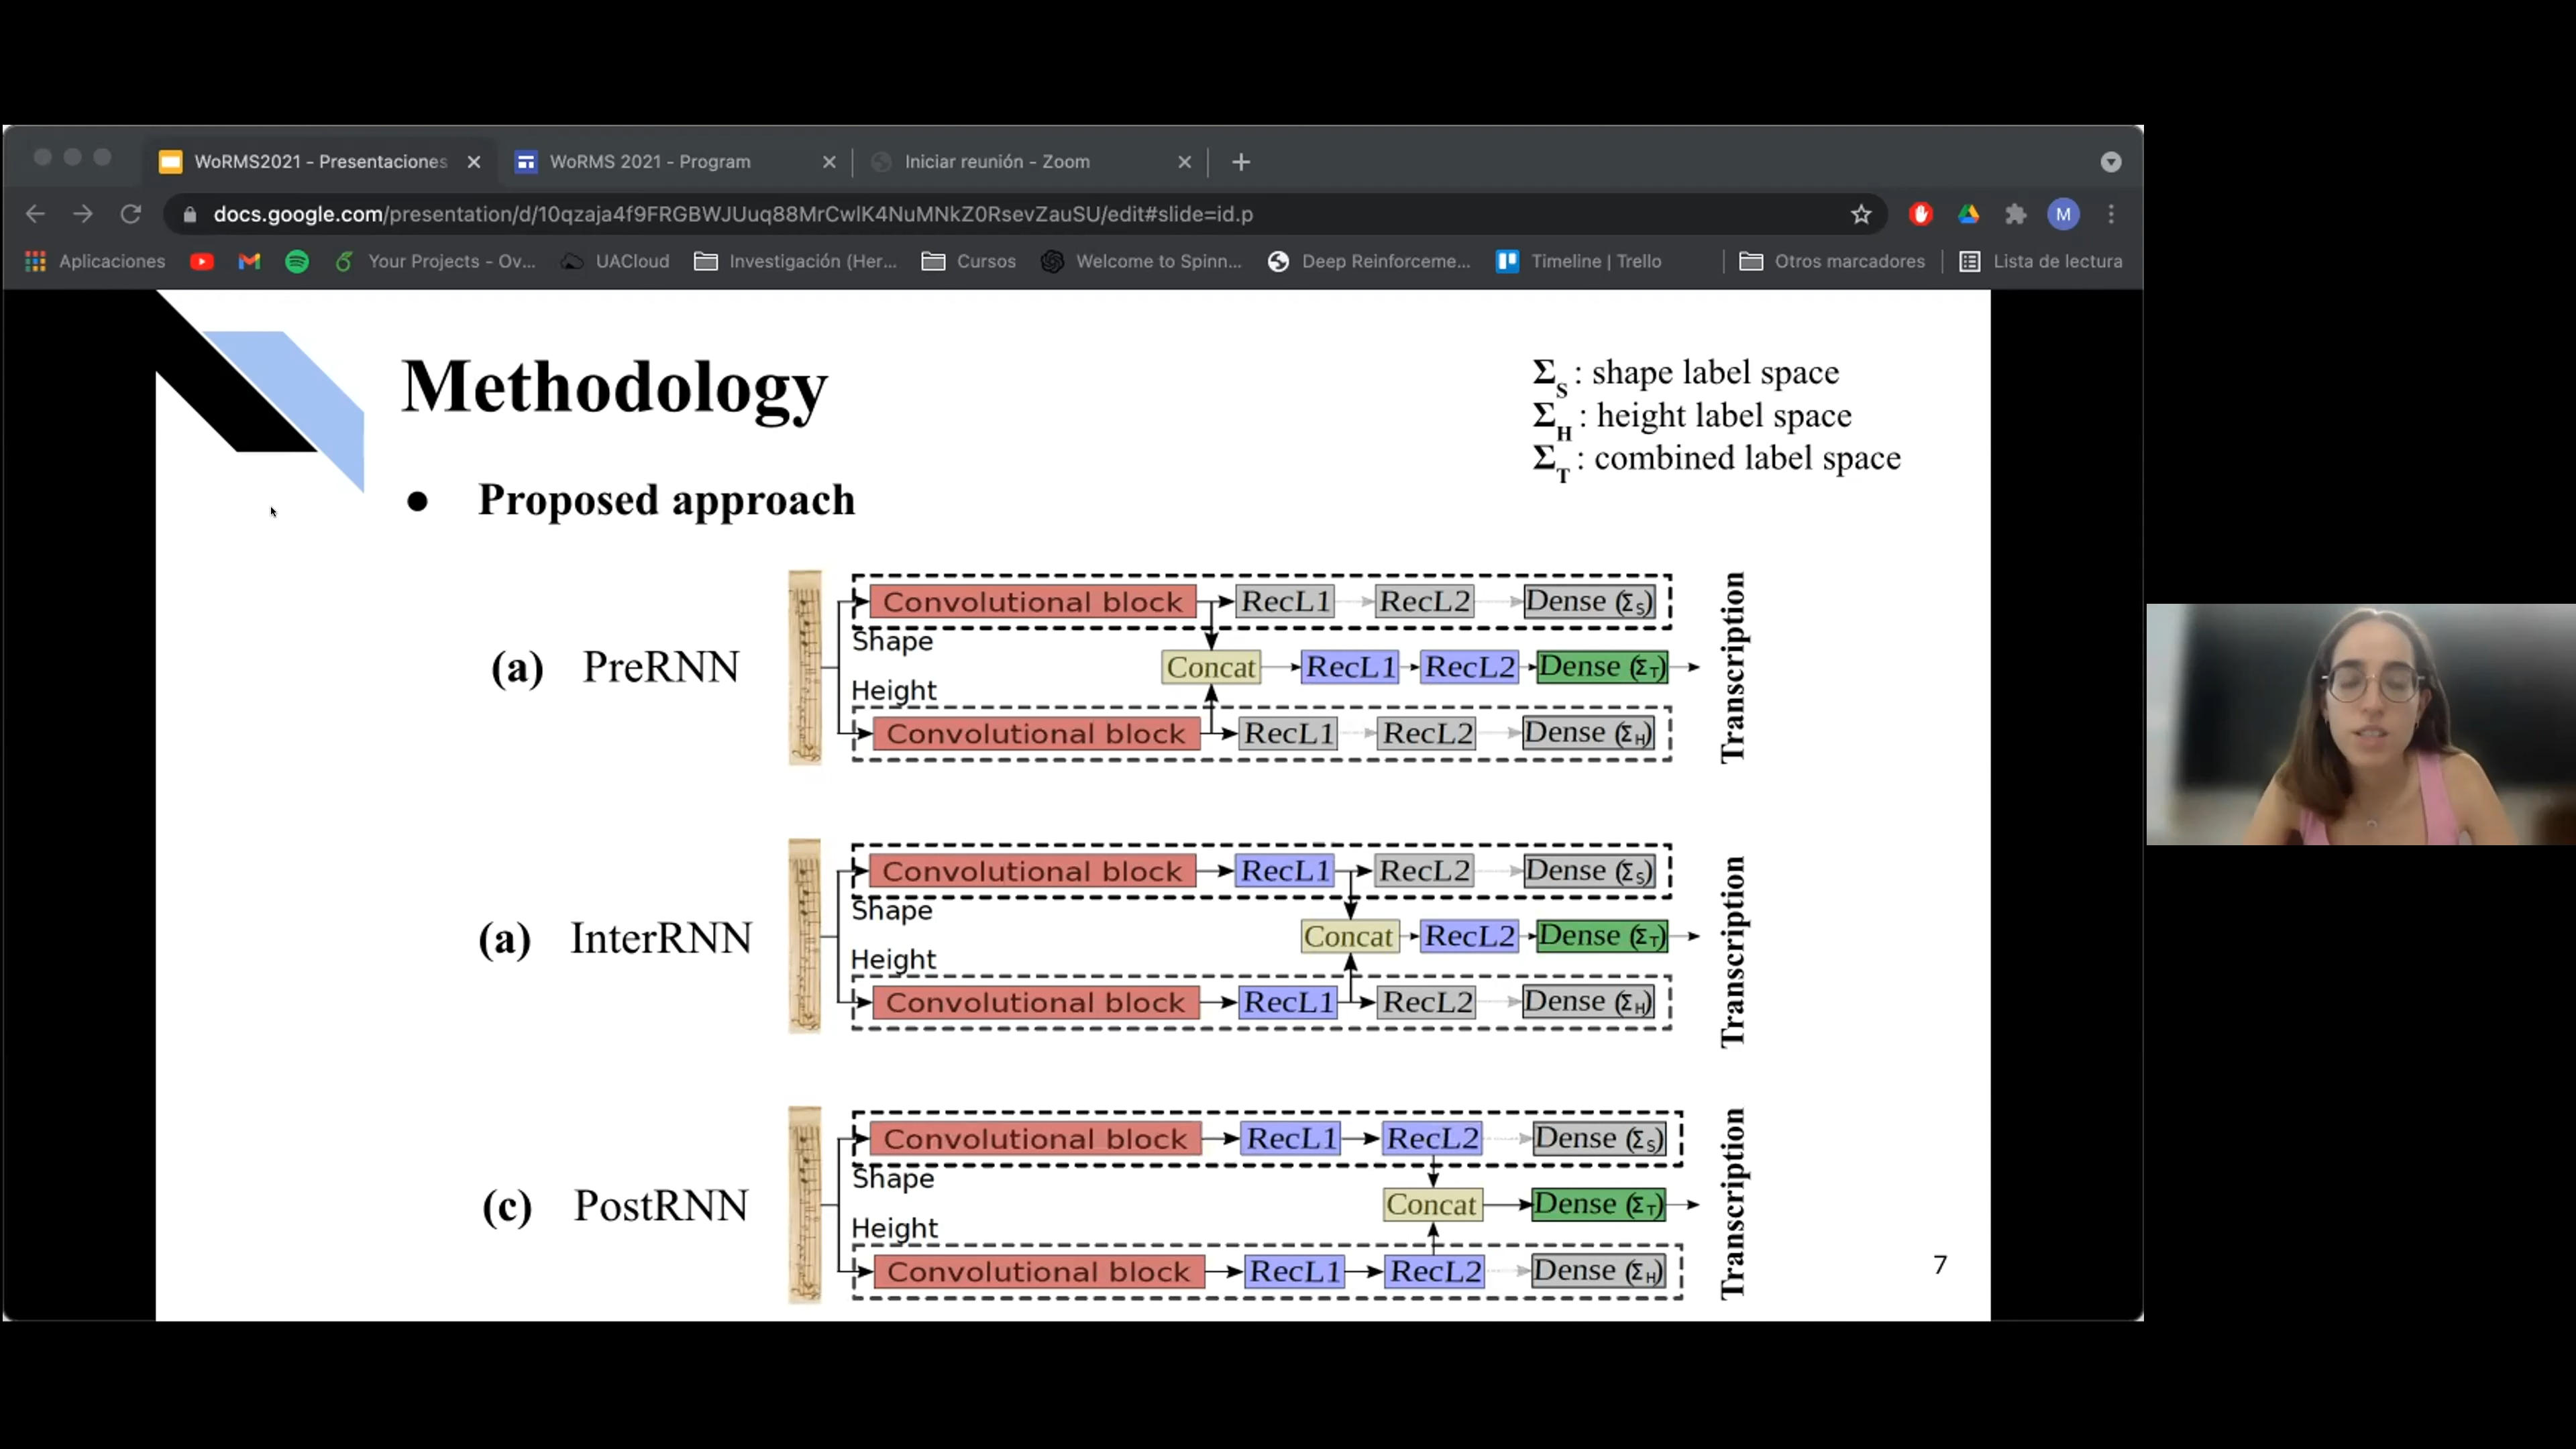 WoRMS2021 - Presentaciones
WoRMS 2021 - Program
Iniciar reunión - Zoom
docs.google.com/presentation/d/10qzaja4f9FRGBWJUuq88MrCwlK4NuMNkZ0RsevZauSU/edit#slide=id.p
M
Aplicaciones
Your Projects - Ov...
UACloud
Investigación (Her...
Cursos
Welcome to Spinn...
Deep Reinforceme...
Timeline | Trello
Otros marcadores
Lista de lectura
Methodology
Σ_S : shape label space
Σ_H : height label space
Σ_T : combined label space
● Proposed approach
(a) PreRNN
Convolutional block RecL1 RecL2 Dense (Σ_S)
Shape
Concat RecL1 RecL2 Dense (Σ_T)
Height
Convolutional block RecL1 RecL2 Dense (Σ_H)
Transcription
(a) InterRNN
Convolutional block RecL1 RecL2 Dense (Σ_S)
Shape
Concat RecL2 Dense (Σ_T)
Height
Convolutional block RecL1 RecL2 Dense (Σ_H)
Transcription
(c) PostRNN
Convolutional block RecL1 RecL2 Dense (Σ_S)
Shape
Concat Dense (Σ_T)
Height
Convolutional block RecL1 RecL2 Dense (Σ_H)
Transcription
7